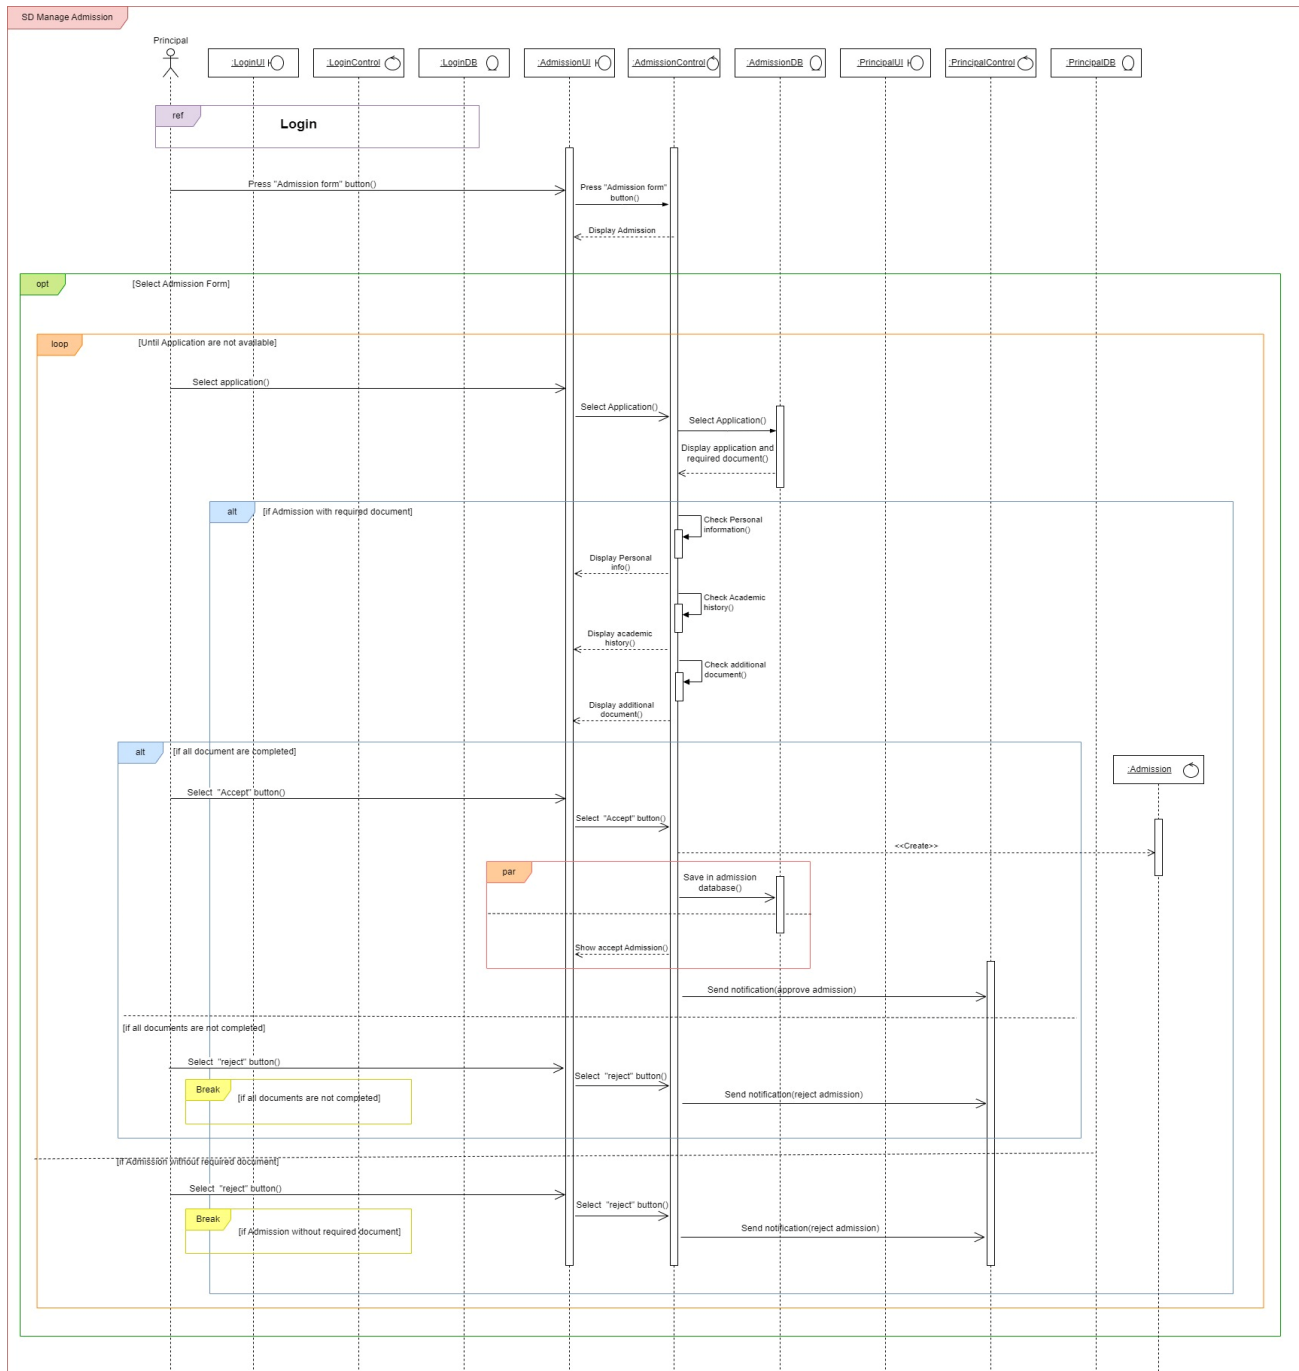 SD Manage Admission
Principal
:LoginUI
:LoginControl
:LoginDB
:AdmissionUI
:AdmissionControl
:AdmissionDB
:PrincipalUI
:PrincipalControl
:PrincipalDB
ref
Login
Press "Admission form" button()
Press "Admission form"
button()
Display Admission
opt
[Select Admission Form]
loop
[Until Application are not available]
Select application()
Select Application()
Select Application()
Display application and
required document()
alt
[if Admission with required document]
Check Personal
information()
Display Personal
info()
Check Academic
history()
Display academic
history()
Check additional
document()
Display additional
document()
alt
[if all document are completed]
:Admission
Select "Accept" button()
Select "Accept" button()
<<Create>>
par
Save in admission
database()
Show accept Admission()
Send notification(approve admission)
[if all documents are not completed]
Select "reject" button()
Select "reject" button()
Break
[if all documents are not completed]
Send notification(reject admission)
[if Admission without required document]
Select "reject" button()
Select "reject" button()
Break
[if Admission without required document]
Send notification(reject admission)